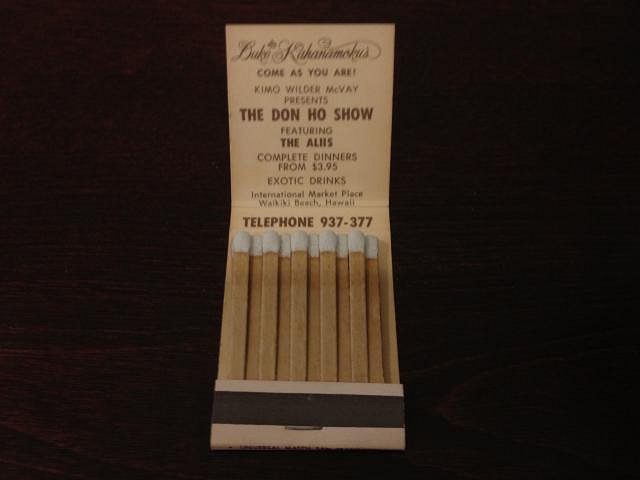 Duke Kahanamoku's
COME AS YOU ARE!
KIMO WILDER McVAY
PRESENTS
THE DON HO SHOW
FEATURING
THE ALIIS
COMPLETE DINNERS
FROM $3.95
EXOTIC DRINKS
International Market Place
Waikiki Beach, Hawaii
TELEPHONE 937-377